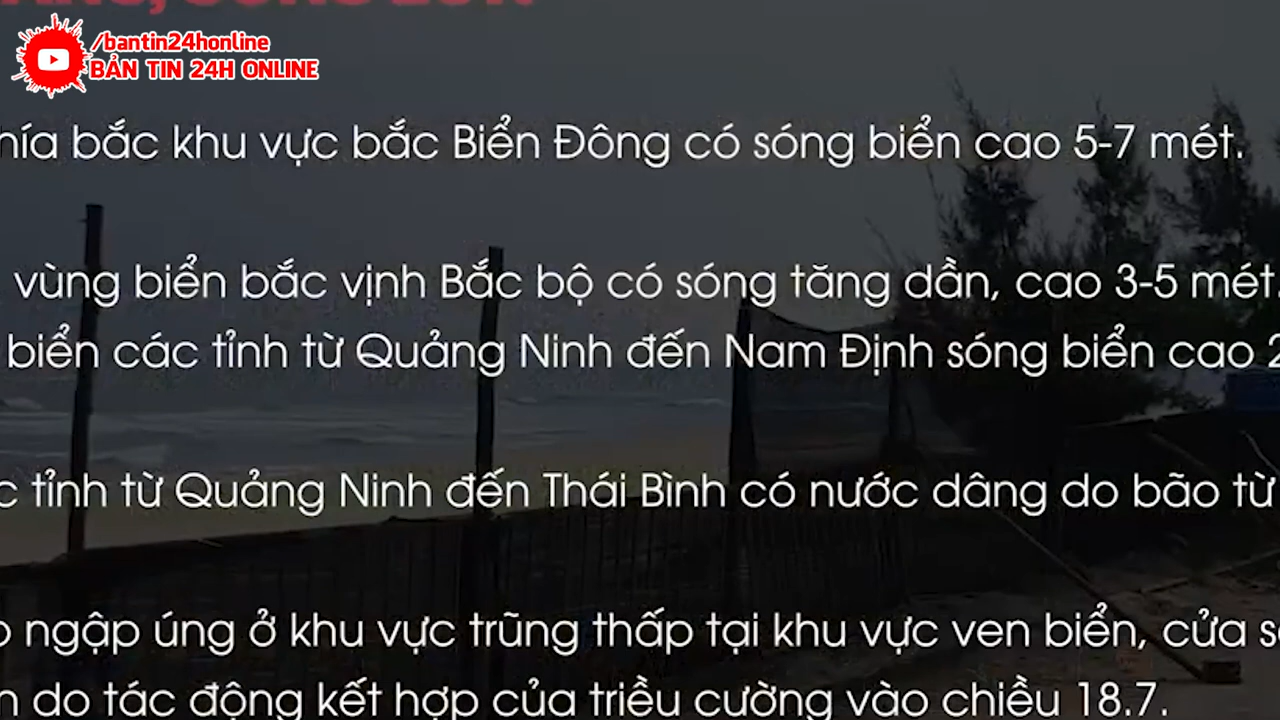 /bantin24honline
BẢN TIN 24H ONLINE
bắc khu vực bắc Biển Đông có sóng biển cao 5-7 mét.
vùng biển bắc vịnh Bắc bộ có sóng tăng dần, cao 3-5 mét.
biển các tỉnh từ Quảng Ninh đến Nam Định sóng biển cao
tỉnh từ Quảng Ninh đến Thái Bình có nước dâng do bão từ
ngập úng ở khu vực trũng thấp tại khu vực ven biển, cửa
do tác động kết hợp của triều cường vào chiều 18.7.